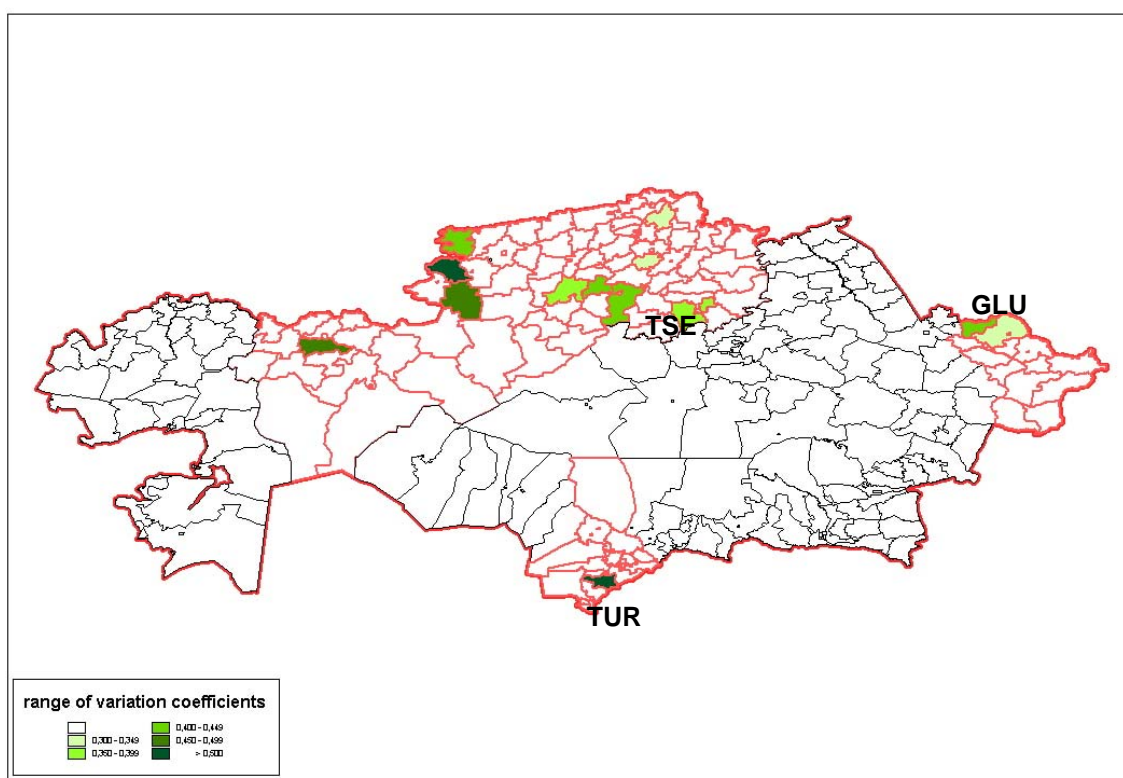 GLU
TSE
TUR
range of variation coefficients
0,300 - 0,349
0,350 - 0,399
0,400 - 0,449
0,450 - 0,499
> 0,500